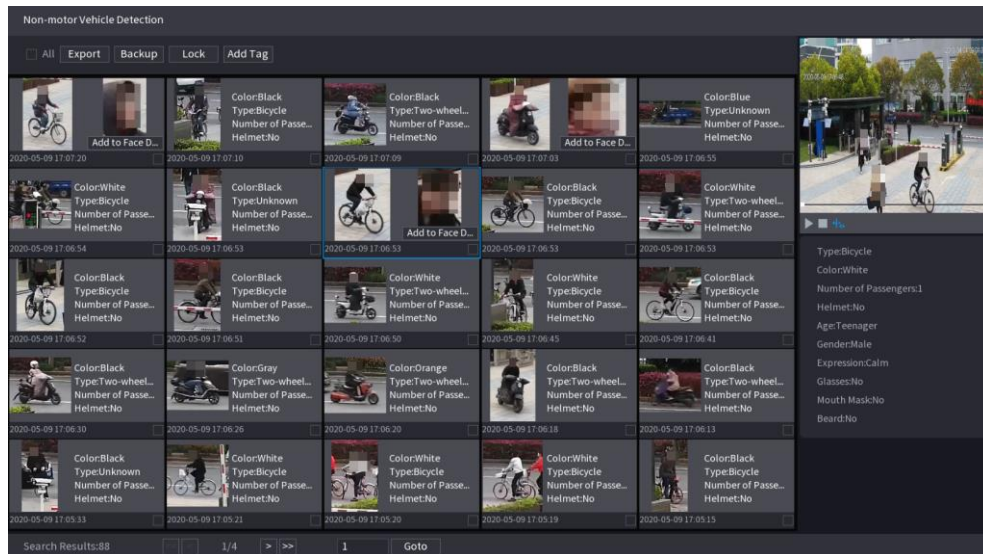 Non-motor Vehicle Detection
All Export Backup Lock Add Tag
Add to Face D...
2020-05-09 17:07:20
Color:Black
Type:Bicycle
Number of Passe...
Helmet:No
2020-05-09 17:07:10
Color:Black
Type:Two-wheel...
Number of Passe...
Helmet:No
2020-05-09 17:07:09
Add to Face D...
2020-05-09 17:07:03
Color:Blue
Type:Unknown
Number of Passe...
Helmet:No
2020-05-09 17:06:55
Color:White
Type:Bicycle
Number of Passe...
Helmet:No
2020-05-09 17:06:54
Color:Black
Type:Unknown
Number of Passe...
Helmet:No
2020-05-09 17:06:53
Add to Face D...
2020-05-09 17:06:53
Color:Black
Type:Bicycle
Number of Passe...
Helmet:No
2020-05-09 17:06:53
Color:White
Type:Two-wheel...
Number of Passe...
Helmet:No
2020-05-09 17:06:53
Color:Black
Type:Bicycle
Number of Passe...
Helmet:No
2020-05-09 17:06:52
Color:Black
Type:Bicycle
Number of Passe...
Helmet:No
2020-05-09 17:06:51
Color:White
Type:Two-wheel...
Number of Passe...
Helmet:No
2020-05-09 17:06:50
Color:White
Type:Bicycle
Number of Passe...
Helmet:No
2020-05-09 17:06:45
Color:Black
Type:Bicycle
Number of Passe...
Helmet:No
2020-05-09 17:06:41
Color:Black
Type:Two-wheel...
Number of Passe...
Helmet:No
2020-05-09 17:06:30
Color:Gray
Type:Two-wheel...
Number of Passe...
Helmet:No
2020-05-09 17:06:26
Color:Orange
Type:Two-wheel...
Number of Passe...
Helmet:No
2020-05-09 17:06:20
Color:Black
Type:Two-wheel...
Number of Passe...
Helmet:No
2020-05-09 17:06:18
Color:Black
Type:Two-wheel...
Number of Passe...
Helmet:No
2020-05-09 17:06:13
Color:Black
Type:Unknown
Number of Passe...
Helmet:No
2020-05-09 17:05:33
Color:White
Type:Bicycle
Number of Passe...
Helmet:No
2020-05-09 17:05:21
Color:White
Type:Bicycle
Number of Passe...
Helmet:No
2020-05-09 17:05:20
Color:White
Type:Bicycle
Number of Passe...
Helmet:No
2020-05-09 17:05:19
Color:Black
Type:Bicycle
Number of Passe...
Helmet:No
2020-05-09 17:05:15
Type:Bicycle
Color:White
Number of Passengers:1
Helmet:No
Age:Teenager
Gender:Male
Expression:Calm
Glasses:No
Mouth Mask:No
Beard:No
Search Results:88 1/4 > >> 1 Goto